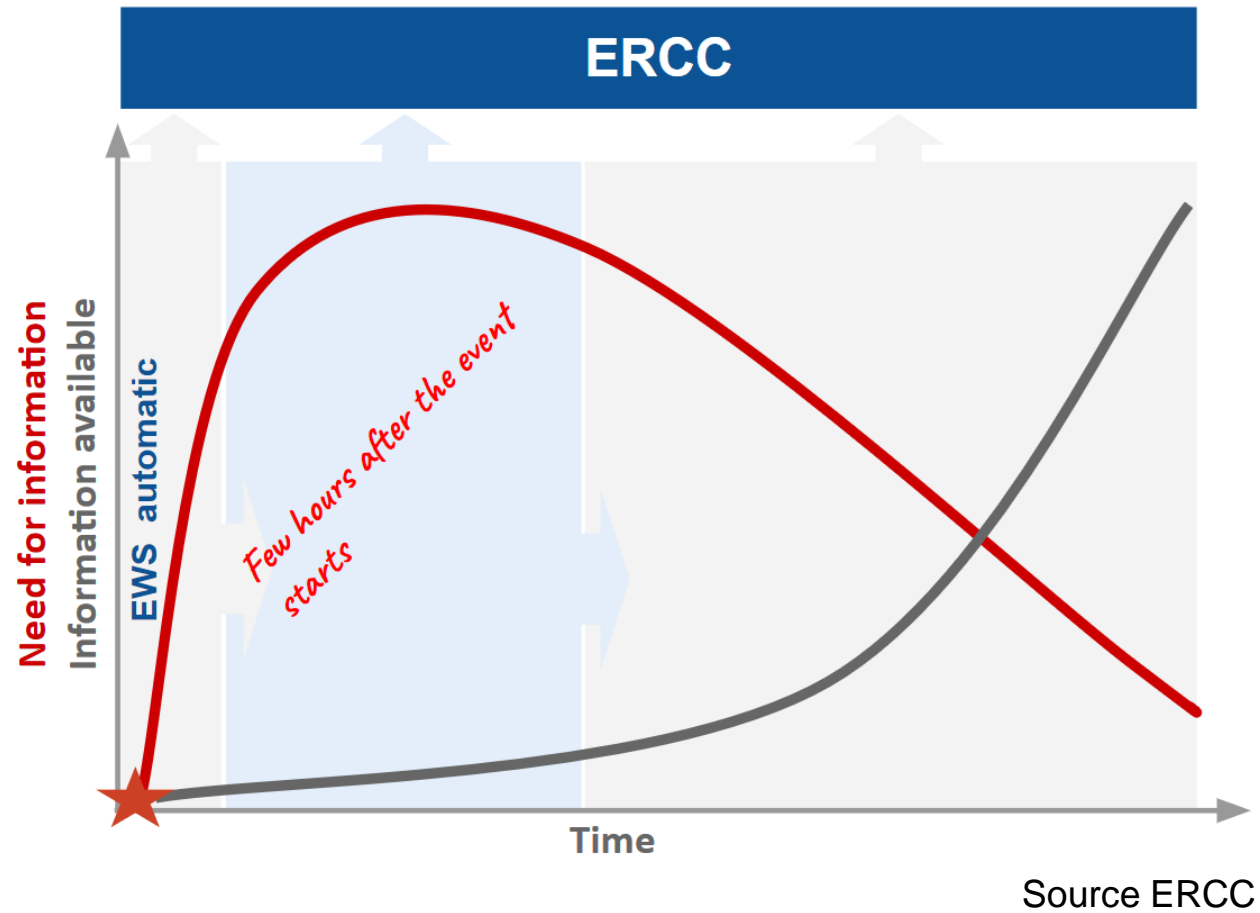 ERCC
Need for information
Information available
EWS automatic
Few hours after the event
starts
Time
Source ERCC